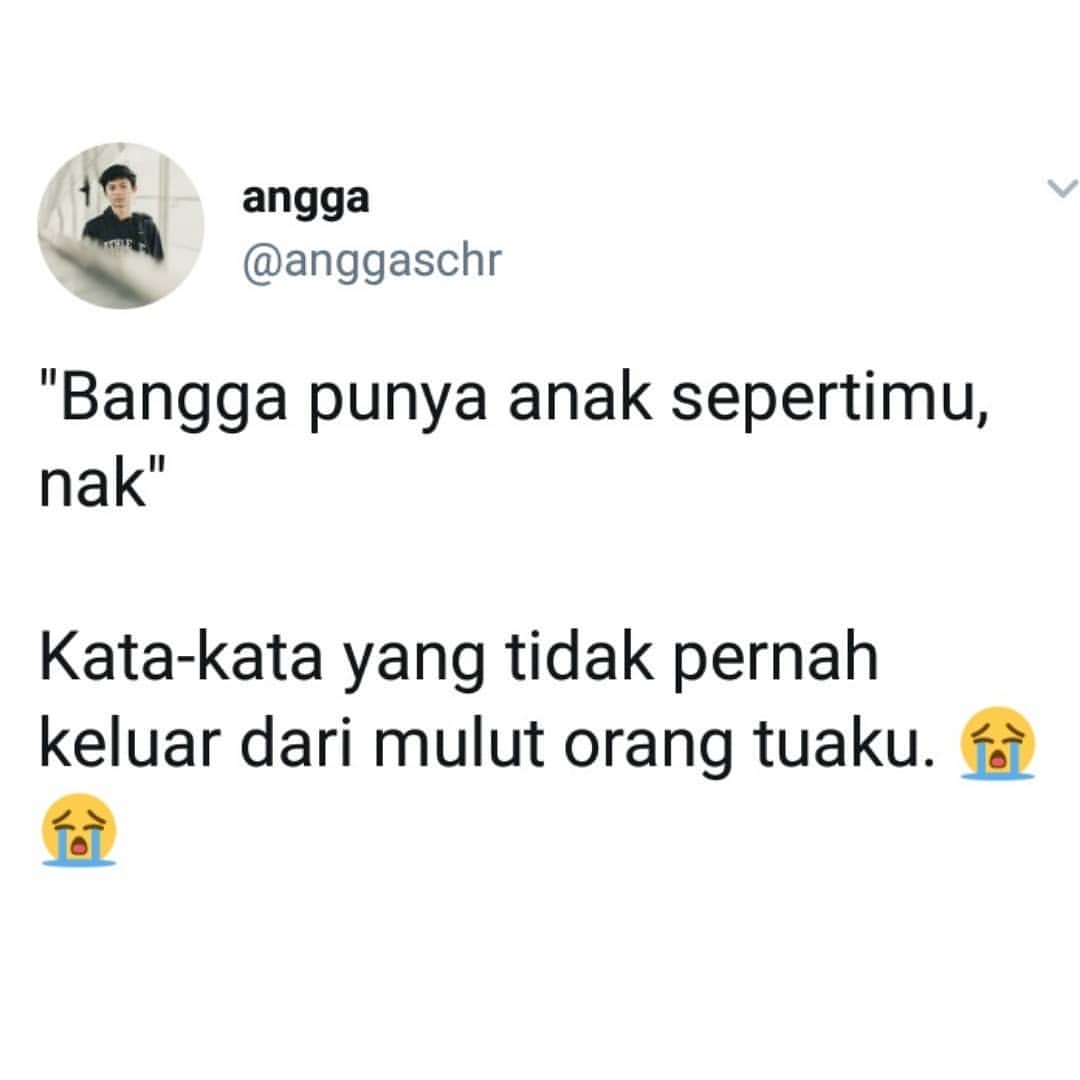 angga
@anggaschr
"Bangga punya anak sepertimu,
nak"
Kata-kata yang tidak pernah
keluar dari mulut orang tuaku. 😭
😭